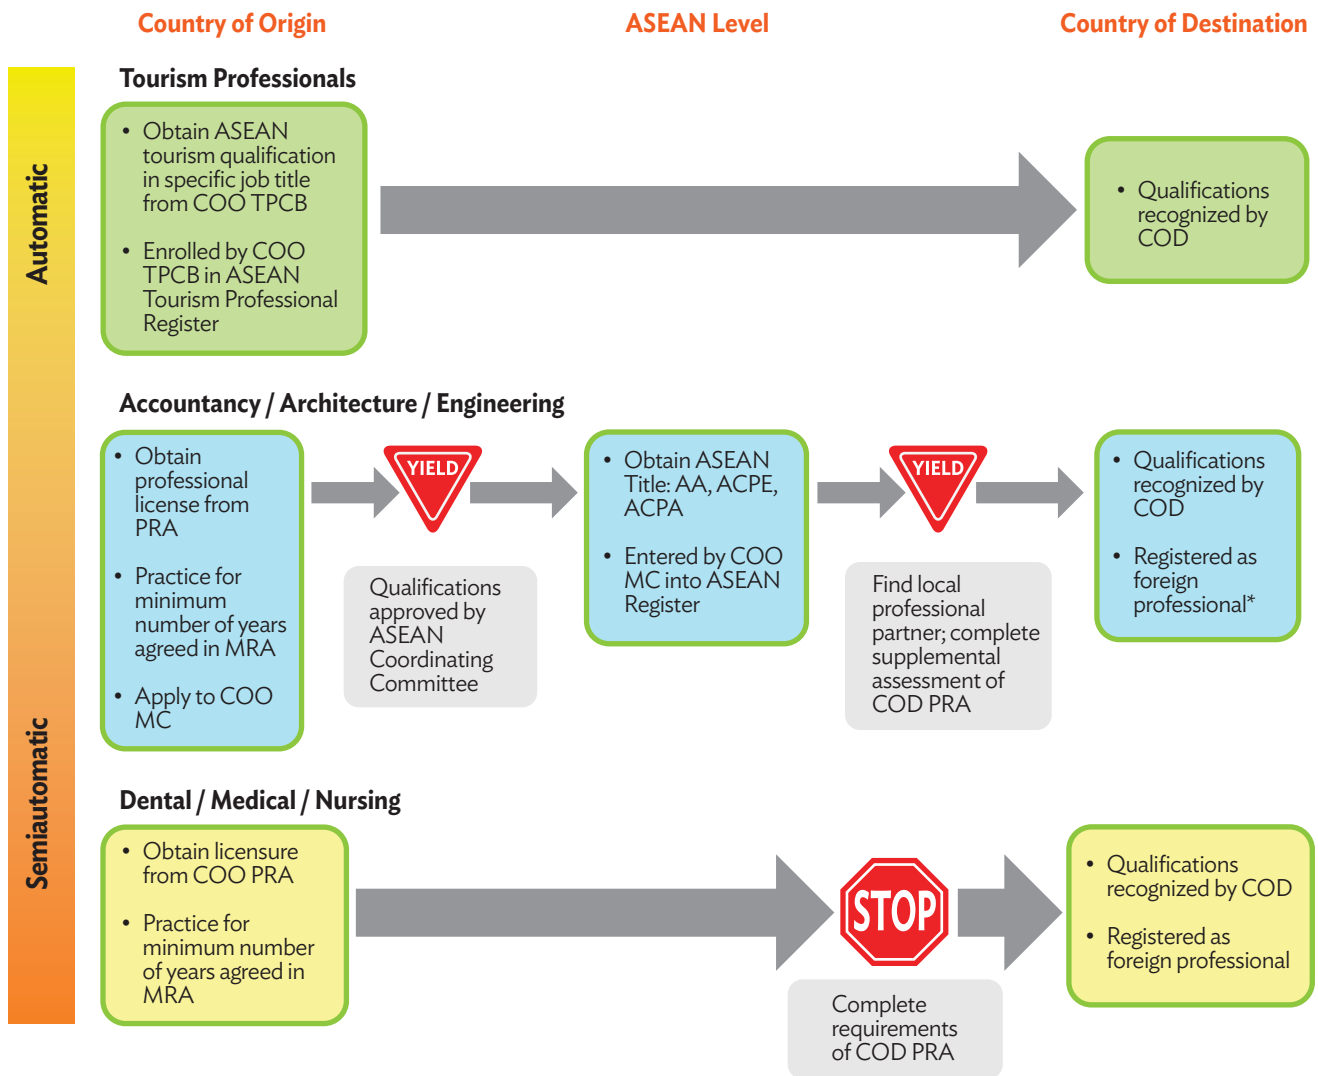 Country of Origin
ASEAN Level
Country of Destination
Automatic
Semiautomatic
Tourism Professionals
• Obtain ASEAN
tourism qualification
in specific job title
from COO TPCB
• Enrolled by COO
TPCB in ASEAN
Tourism Professional
Register
• Qualifications
recognized by
COD
Accountancy / Architecture / Engineering
• Obtain
professional
license from
PRA
• Practice for
minimum
number of years
agreed in MRA
• Apply to COO
MC
YIELD
Qualifications
approved by
ASEAN
Coordinating
Committee
• Obtain ASEAN
Title: AA, ACPE,
ACPA
• Entered by COO
MC into ASEAN
Register
YIELD
Find local
professional
partner; complete
supplemental
assessment of
COD PRA
• Qualifications
recognized by
COD
• Registered as
foreign
professional*
Dental / Medical / Nursing
• Obtain licensure
from COO PRA
• Practice for
minimum number
of years agreed in
MRA
STOP
Complete
requirements
of COD PRA
• Qualifications
recognized by COD
• Registered as
foreign professional